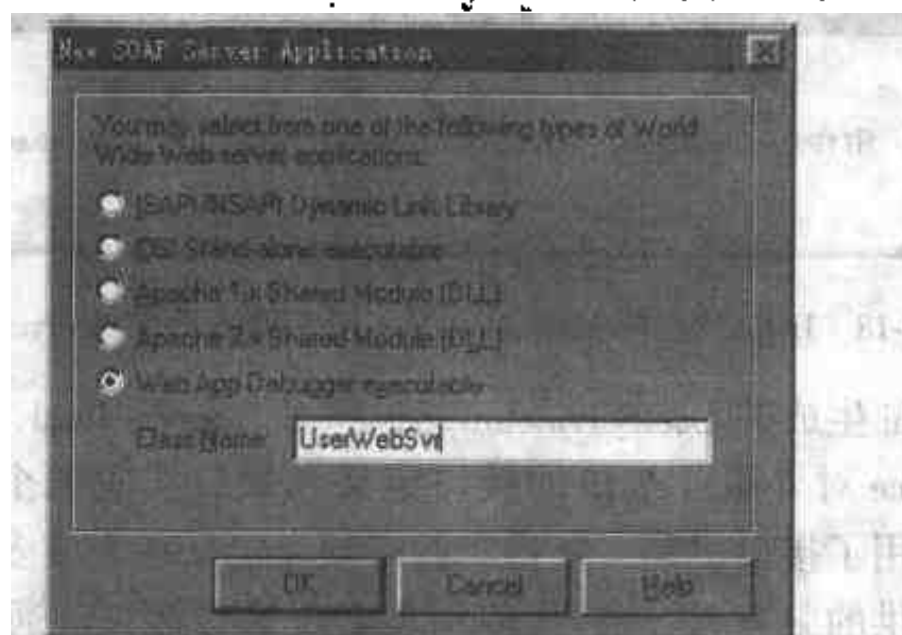 New SOAP Server Application
You may select from one of the following types of World
Wide Web server applications.
ISAPI/NSAPI Dynamic Link Library
CGI Stand-alone executable
Apache 1.x Shared Module (DLL)
Apache 2.x Shared Module (DLL)
Web App Debugger executable
Class Name: UserWebSvr
OK Cancel Help